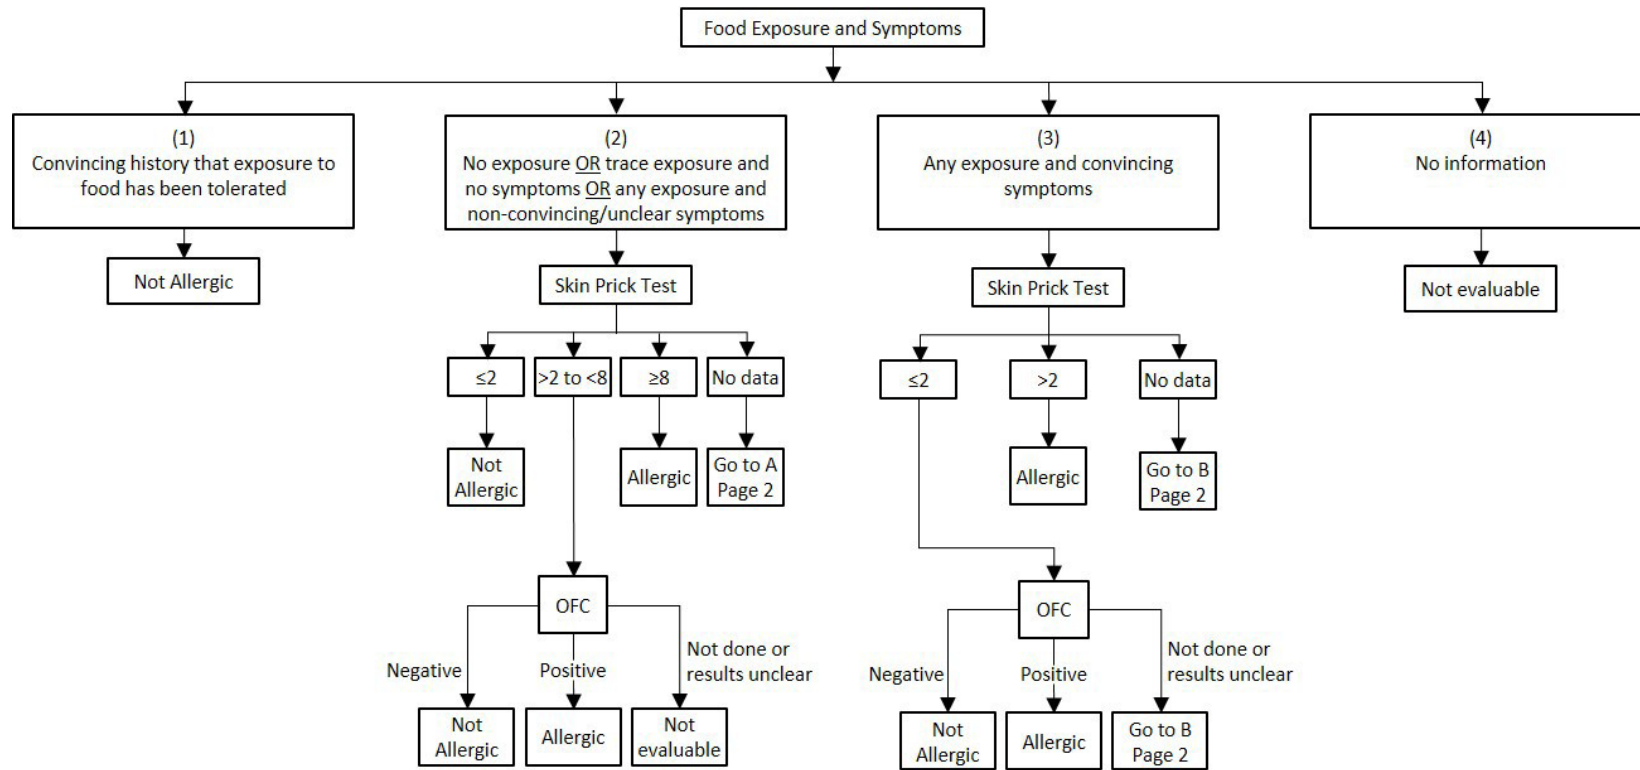 Food Exposure and Symptoms
(1)
Convincing history that exposure to
food has been tolerated
(2)
No exposure OR trace exposure and
no symptoms OR any exposure and
non-convincing/unclear symptoms
(3)
Any exposure and convincing
symptoms
(4)
No information
Not Allergic
Skin Prick Test
Skin Prick Test
Not evaluable
≤2
>2 to <8
≥8
No data
≤2
>2
No data
Not
Allergic
Allergic
Go to A
Page 2
Allergic
Go to B
Page 2
OFC
Negative
Positive
Not done or
results unclear
Not
Allergic
Allergic
Not
evaluable
OFC
Negative
Positive
Not done or
results unclear
Not
Allergic
Allergic
Go to B
Page 2